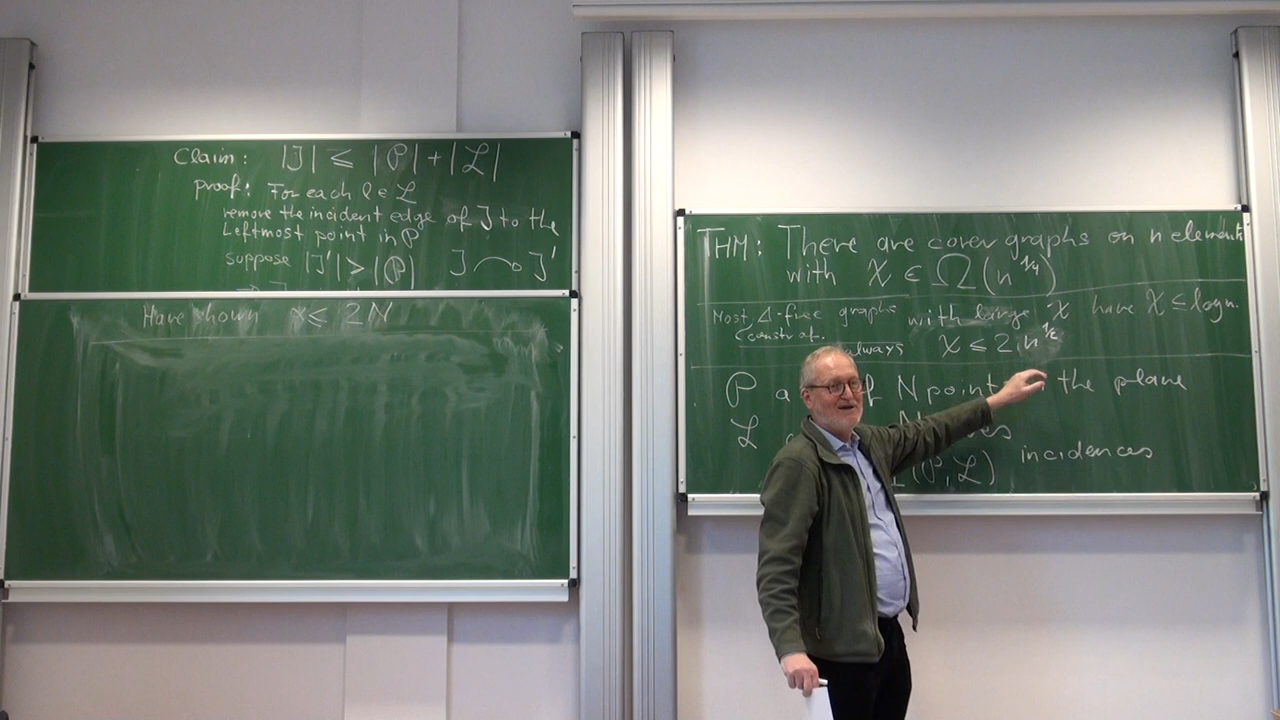 Claim: |J| ≤ |P| + |L|
proof: For each l ∈ L
remove the incident edge of J to the
Leftmost point in P
suppose |J'| > |P| J ⌒→ J'
Have shown x ≤ 2N
THM: There are cover graphs on n elements
with χ ∈ Ω(n^1/4)
Most Δ-free graphs with large χ have χ ≤ log n.
constr. of.
always χ ≤ 2 n^1/2
P a of N point the plane
L
(P, L) incidences